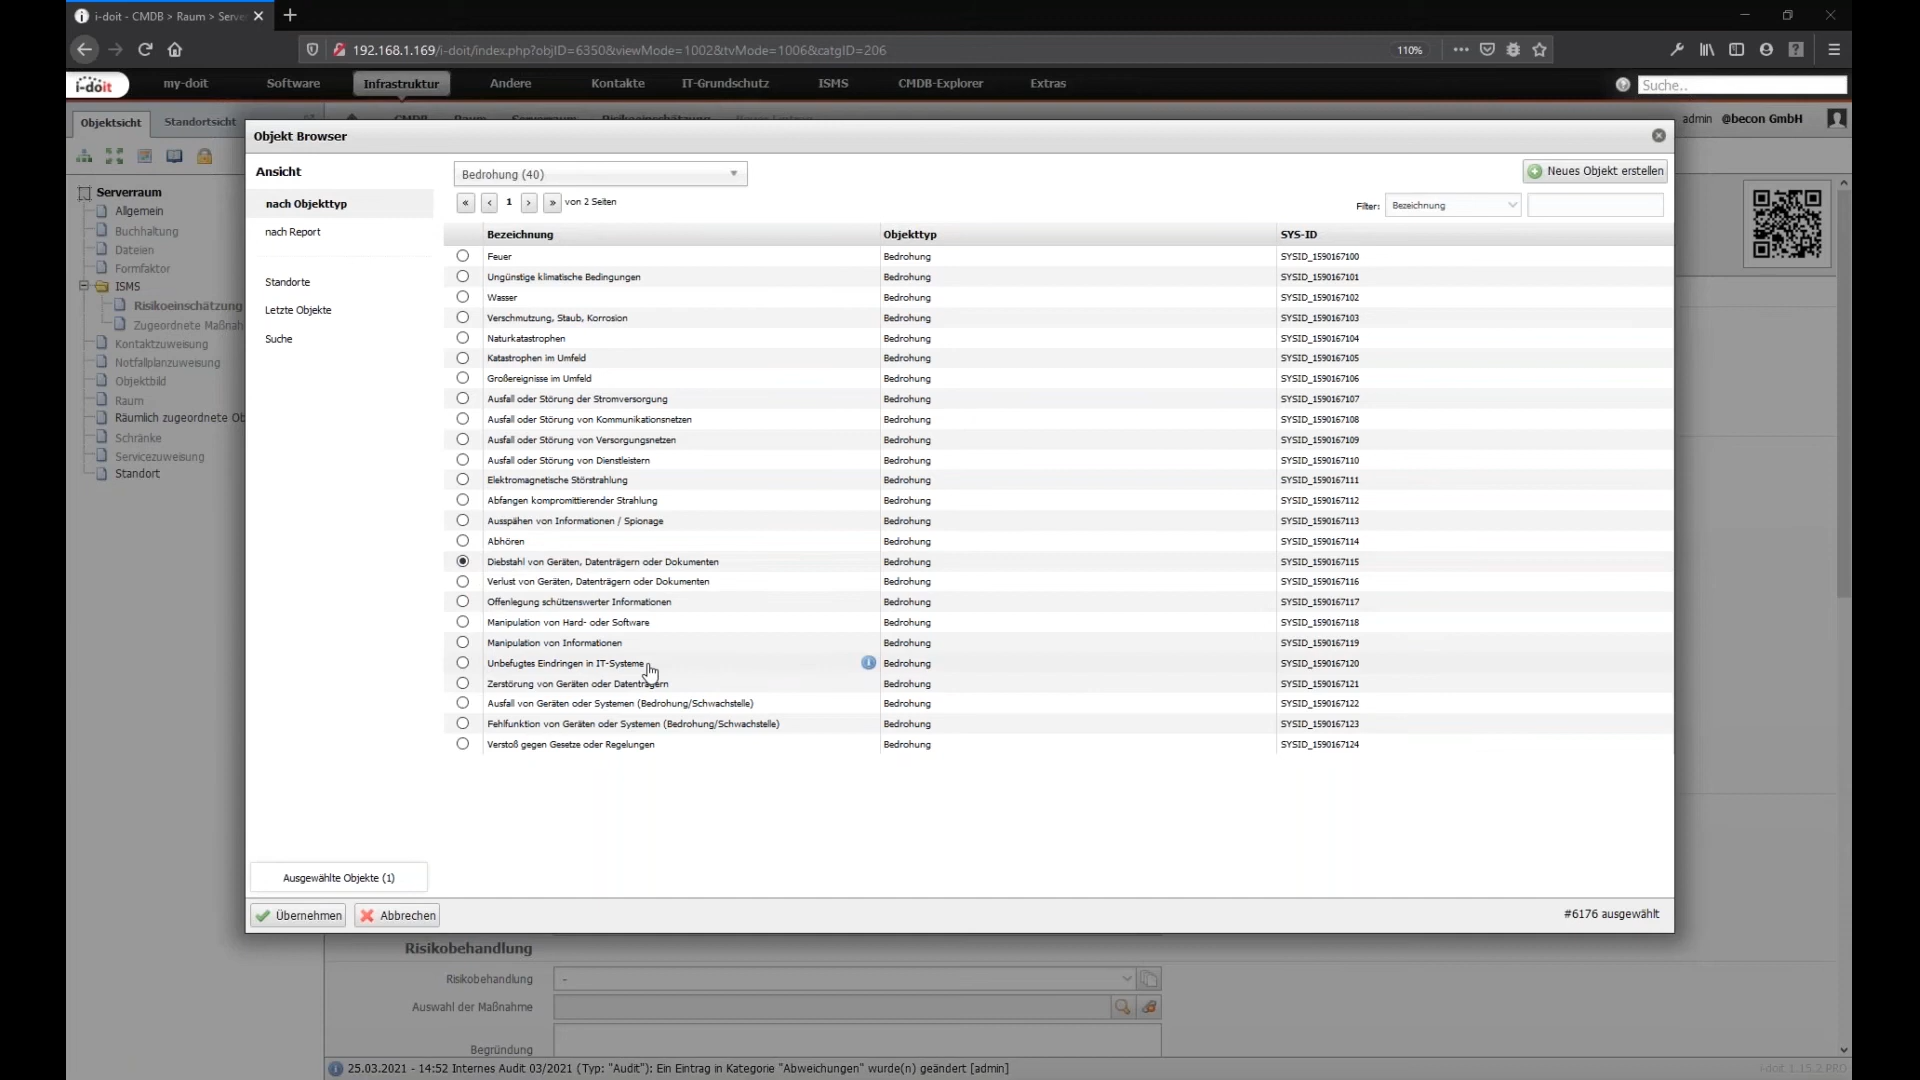 i-doit - CMDB > Raum > Serve
192.168.1.169/i-doit/index.php?objID=6350&viewMode=1002&tvMode=1006&catgID=206
110%
i-doit
my-doit
Software
Infrastruktur
Andere
Kontakte
IT-Grundschutz
ISMS
CMDB-Explorer
Extras
Suche..
Objektsicht
Standortsicht
admin @becon GmbH
Objekt Browser
Serverraum
Allgemein
Buchhaltung
Dateien
Formfaktor
ISMS
Risikoeinschätzung
Zugeordnete Maßnah
Kontaktzuweisung
Notfallplanzuweisung
Objektbild
Raum
Räumlich zugeordnete Ob
Schränke
Servicezuweisung
Standort
Ansicht
nach Objekttyp
nach Report
Standorte
Letzte Objekte
Suche
Bedrohung (40)
Neues Objekt erstellen
« ‹ 1 › » von 2 Seiten
Filter: Bezeichnung
Bezeichnung Objekttyp SYS-ID
Feuer Bedrohung SYSID_1590167100
Ungünstige klimatische Bedingungen Bedrohung SYSID_1590167101
Wasser Bedrohung SYSID_1590167102
Verschmutzung, Staub, Korrosion Bedrohung SYSID_1590167103
Naturkatastrophen Bedrohung SYSID_1590167104
Katastrophen im Umfeld Bedrohung SYSID_1590167105
Großereignisse im Umfeld Bedrohung SYSID_1590167106
Ausfall oder Störung der Stromversorgung Bedrohung SYSID_1590167107
Ausfall oder Störung von Kommunikationsnetzen Bedrohung SYSID_1590167108
Ausfall oder Störung von Versorgungsnetzen Bedrohung SYSID_1590167109
Ausfall oder Störung von Dienstleistern Bedrohung SYSID_1590167110
Elektromagnetische Störstrahlung Bedrohung SYSID_1590167111
Abfangen kompromittierender Strahlung Bedrohung SYSID_1590167112
Ausspähen von Informationen / Spionage Bedrohung SYSID_1590167113
Abhören Bedrohung SYSID_1590167114
Diebstahl von Geräten, Datenträgern oder Dokumenten Bedrohung SYSID_1590167115
Verlust von Geräten, Datenträgern oder Dokumenten Bedrohung SYSID_1590167116
Offenlegung schützenswerter Informationen Bedrohung SYSID_1590167117
Manipulation von Hard- oder Software Bedrohung SYSID_1590167118
Manipulation von Informationen Bedrohung SYSID_1590167119
Unbefugtes Eindringen in IT-Systeme Bedrohung SYSID_1590167120
Zerstörung von Geräten oder Datenträgern Bedrohung SYSID_1590167121
Ausfall von Geräten oder Systemen (Bedrohung/Schwachstelle) Bedrohung SYSID_1590167122
Fehlfunktion von Geräten oder Systemen (Bedrohung/Schwachstelle) Bedrohung SYSID_1590167123
Verstoß gegen Gesetze oder Regelungen Bedrohung SYSID_1590167124
Ausgewählte Objekte (1)
Übernehmen
Abbrechen
#6176 ausgewählt
Risikobehandlung
Risikobehandlung -
Auswahl der Maßnahme
Begründung
25.03.2021 - 14:52 Internes Audit 03/2021 (Typ: "Audit"): Ein Eintrag in Kategorie "Abweichungen" wurde(n) geändert [admin]
i-doit 1.15.2 PRO